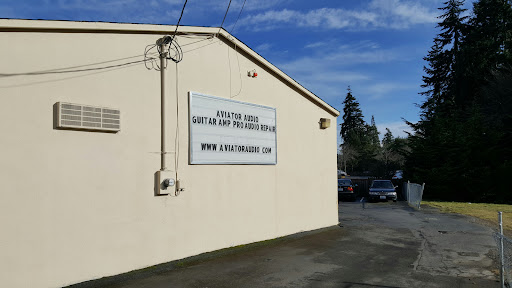 AVIATOR AUDIO
GUITAR AMP PRO AUDIO REPAIR
WWW AVIATORAUDIO COM